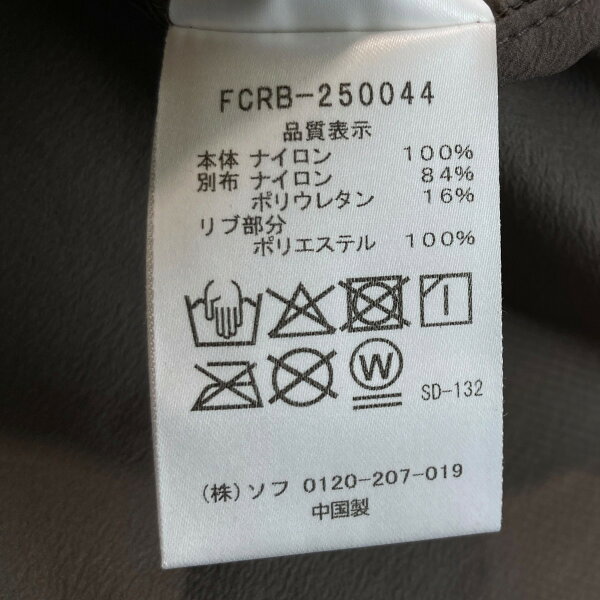 FCRB-250044
品質表示
本体 ナイロン 100%
別布 ナイロン 84%
ポリウレタン 16%
リブ部分
ポリエステル 100%
W
SD-132
(株)ソフ 0120-207-019
中国製